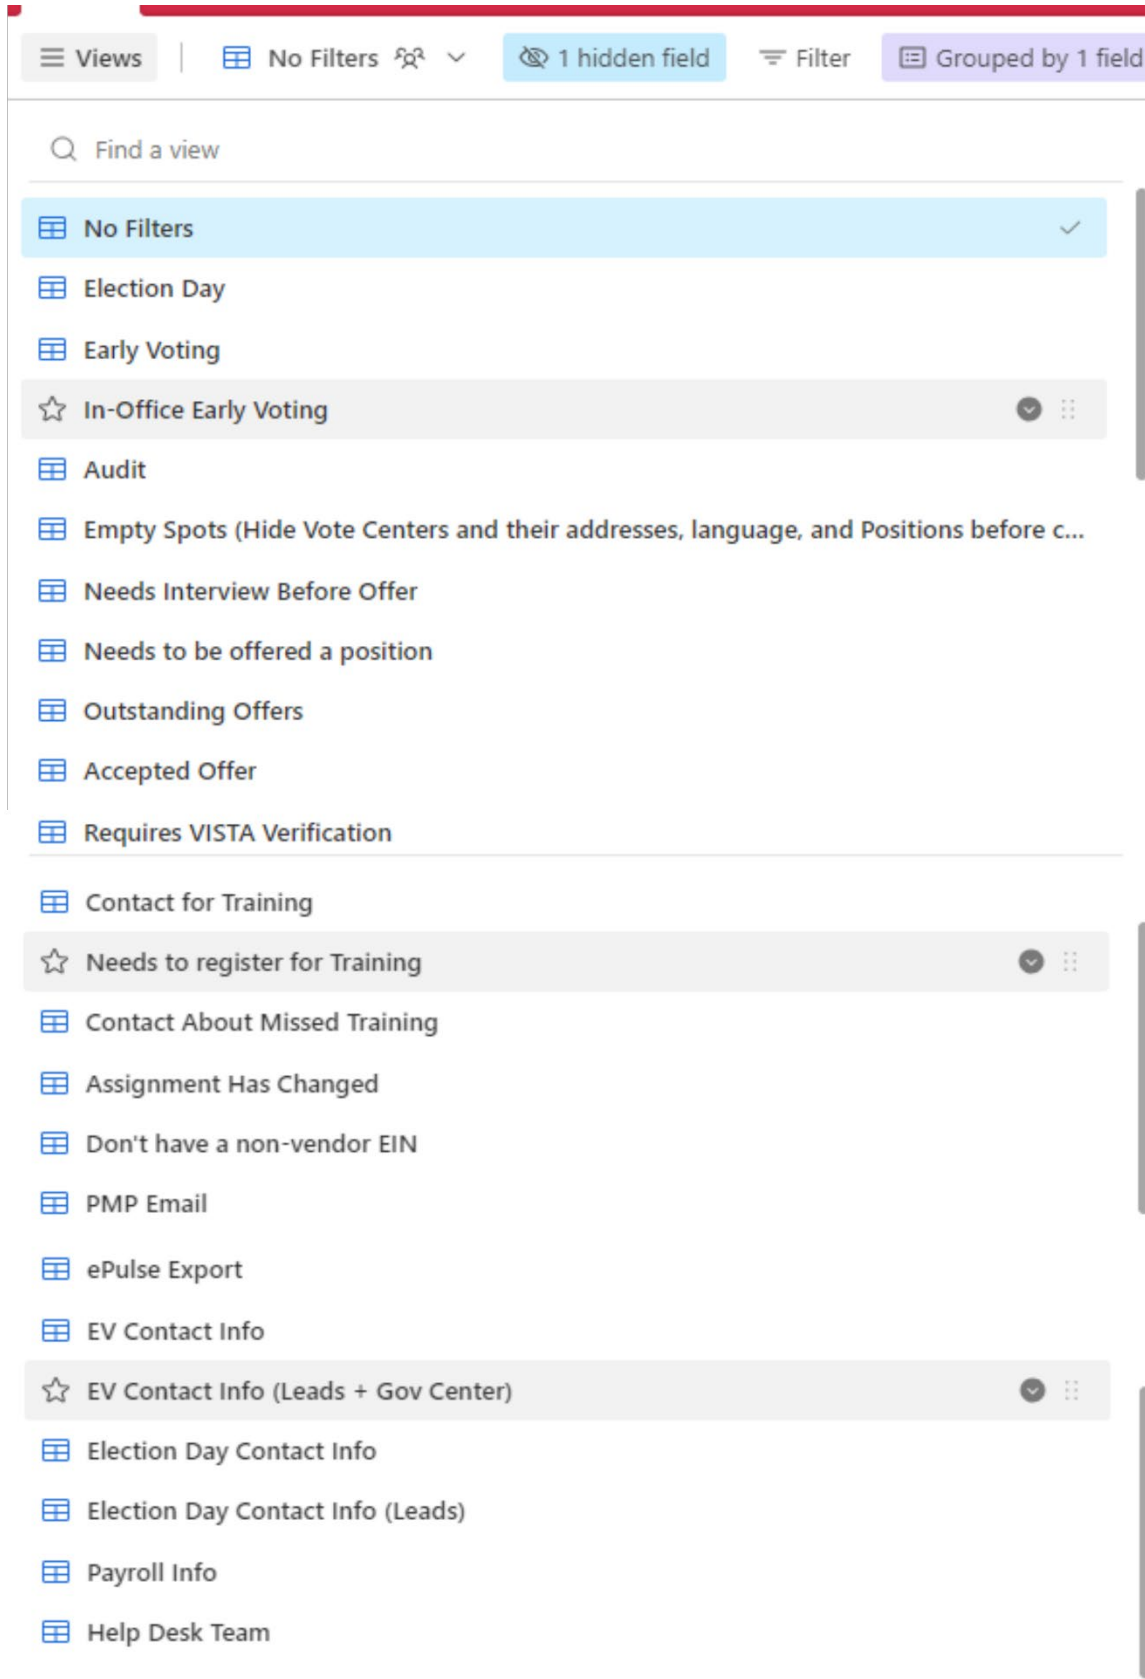 Views
No Filters
1 hidden field
Filter
Grouped by 1 field
Find a view
No Filters
Election Day
Early Voting
In-Office Early Voting
Audit
Empty Spots (Hide Vote Centers and their addresses, language, and Positions before c...
Needs Interview Before Offer
Needs to be offered a position
Outstanding Offers
Accepted Offer
Requires VISTA Verification
Contact for Training
Needs to register for Training
Contact About Missed Training
Assignment Has Changed
Don't have a non-vendor EIN
PMP Email
ePulse Export
EV Contact Info
EV Contact Info (Leads + Gov Center)
Election Day Contact Info
Election Day Contact Info (Leads)
Payroll Info
Help Desk Team